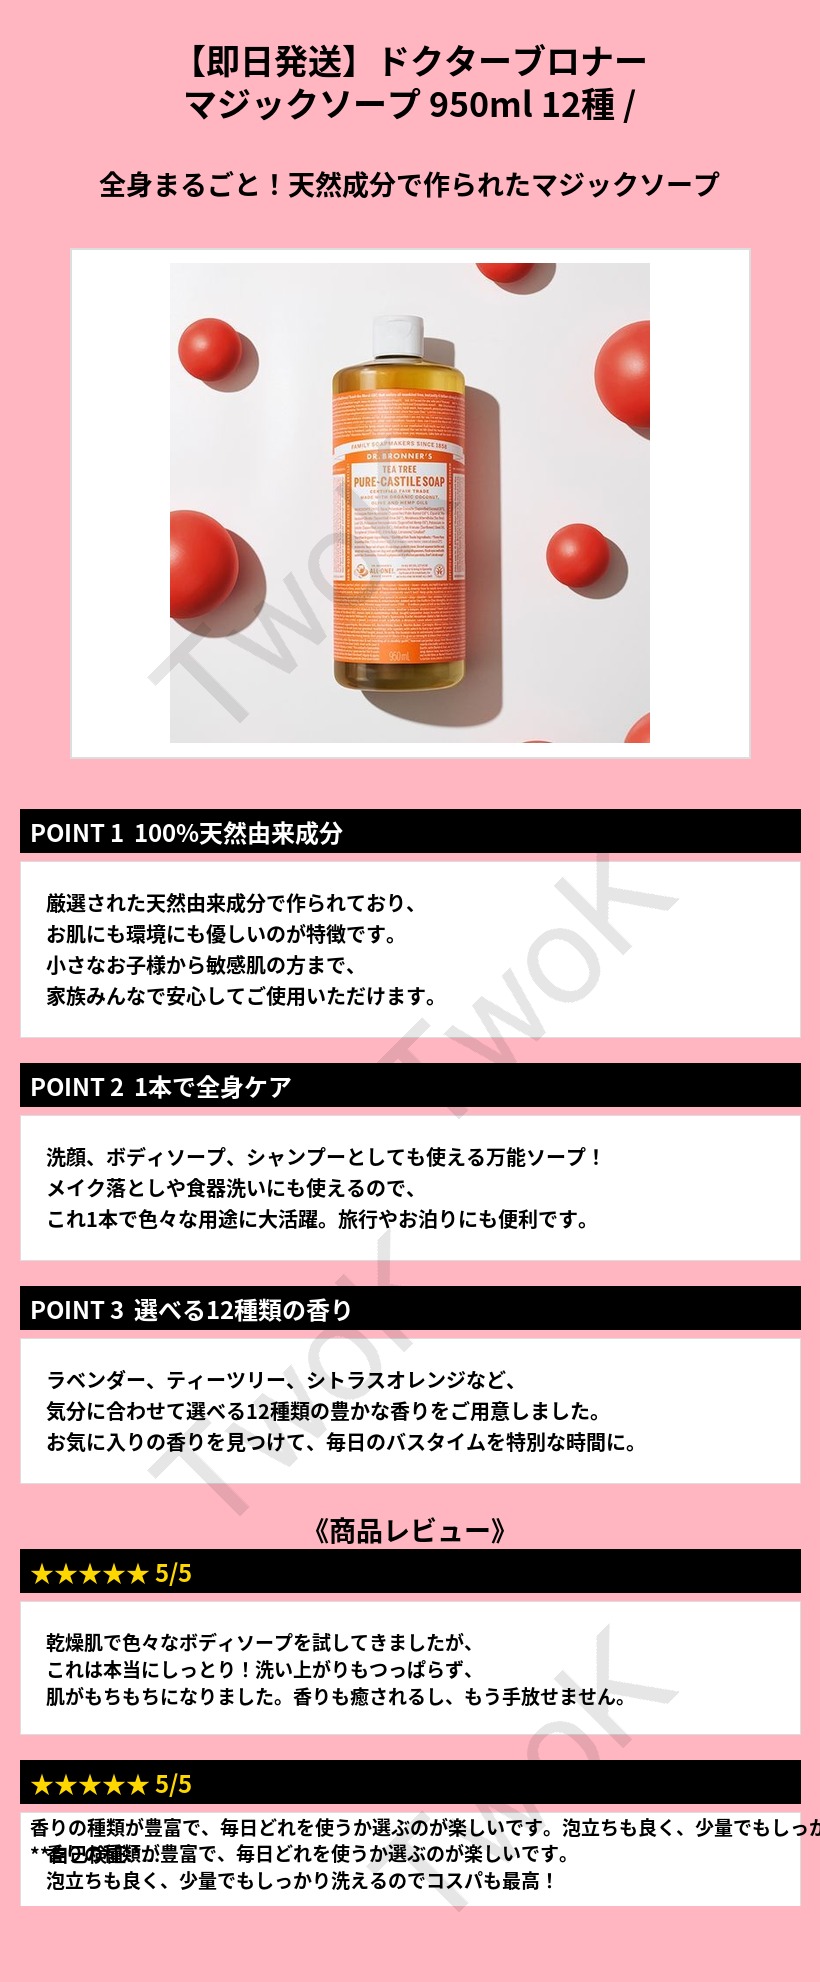 【即日発送】ドクターブロナー
マジックソープ 950ml 12種 /
全身まるごと！天然成分で作られたマジックソープ
FAMILY SOAPMAKERS SINCE 1858
DR. BRONNER'S
TEA TREE
PURE-CASTILE SOAP
CERTIFIED FAIR TRADE
MADE WITH ORGANIC COCONUT,
OLIVE AND HEMP OILS
ALL-ONE!
950mL
TwoK
POINT 1 100%天然由来成分
厳選された天然由来成分で作られており、
お肌にも環境にも優しいのが特徴です。
小さなお子様から敏感肌の方まで、
家族みんなで安心してご使用いただけます。
TwoK
POINT 2 1本で全身ケア
洗顔、ボディソープ、シャンプーとしても使える万能ソープ！
メイク落としや食器洗いにも使えるので、
これ1本で色々な用途に大活躍。旅行やお泊りにも便利です。
POINT 3 選べる12種類の香り
ラベンダー、ティーツリー、シトラスオレンジなど、
気分に合わせて選べる12種類の豊かな香りをご用意しました。
お気に入りの香りを見つけて、毎日のバスタイムを特別な時間に。
TwoK
《商品レビュー》
★★★★★ 5/5
乾燥肌で色々なボディソープを試してきましたが、
これは本当にしっとり！洗い上がりもつっぱらず、
肌がもちもちになりました。香りも癒されるし、もう手放せません。
TwoK
★★★★★ 5/5
香りの種類が豊富で、毎日どれを使うか選ぶのが楽しいです。泡立ちも良く、少量でもしっか
香りの種類が豊富で、毎日どれを使うか選ぶのが楽しいです。
泡立ちも良く、少量でもしっかり洗えるのでコスパも最高！